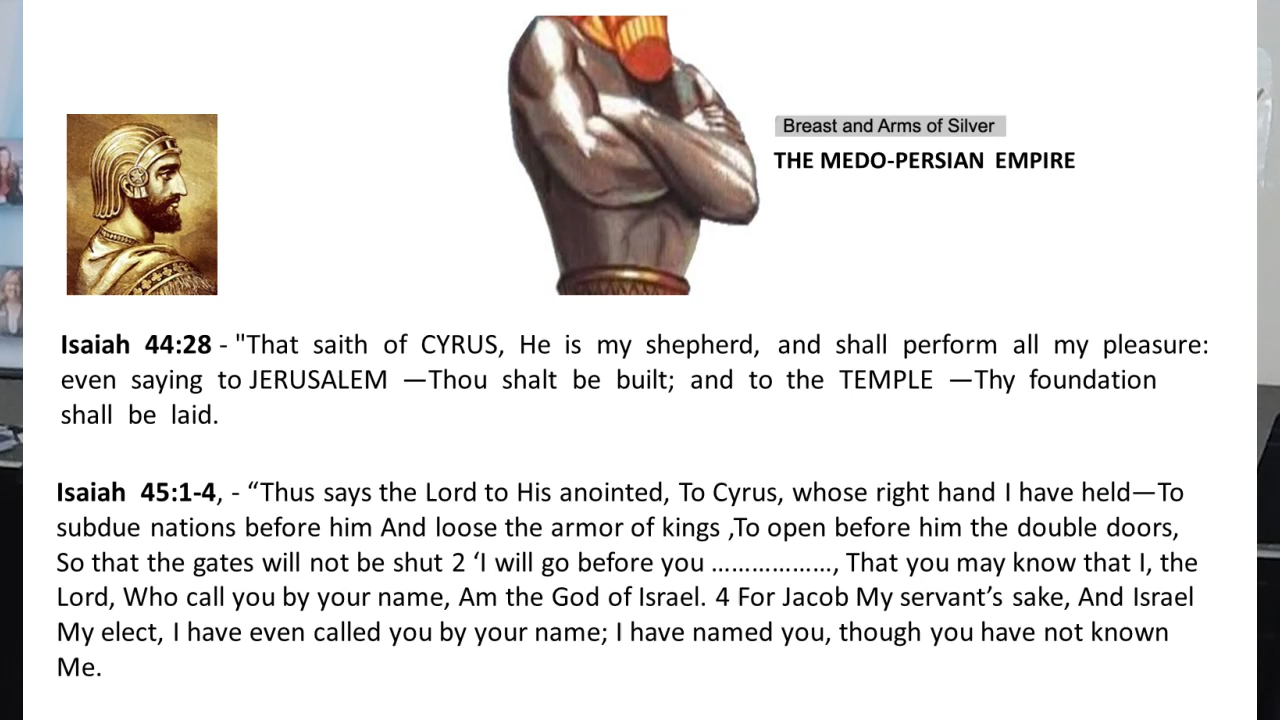 Breast and Arms of Silver
THE MEDO-PERSIAN EMPIRE
Isaiah 44:28 - "That saith of CYRUS, He is my shepherd, and shall perform all my pleasure:
even saying to JERUSALEM —Thou shalt be built; and to the TEMPLE —Thy foundation
shall be laid.
Isaiah 45:1-4, - “Thus says the Lord to His anointed, To Cyrus, whose right hand I have held—To
subdue nations before him And loose the armor of kings ,To open before him the double doors,
So that the gates will not be shut 2 ‘I will go before you ………………, That you may know that I, the
Lord, Who call you by your name, Am the God of Israel. 4 For Jacob My servant’s sake, And Israel
My elect, I have even called you by your name; I have named you, though you have not known
Me.